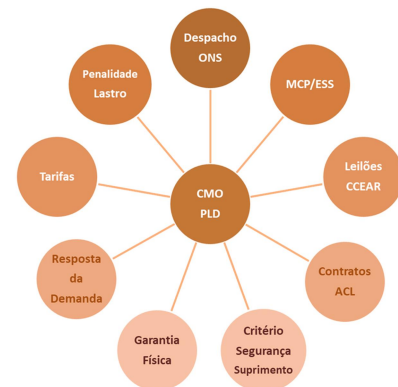 Despacho
ONS
MCP/ESS
Leilões
CCEAR
Contratos
ACL
Critério
Segurança
Suprimento
Garantia
Física
Resposta
da
Demanda
Tarifas
Penalidade
Lastro
CMO
PLD